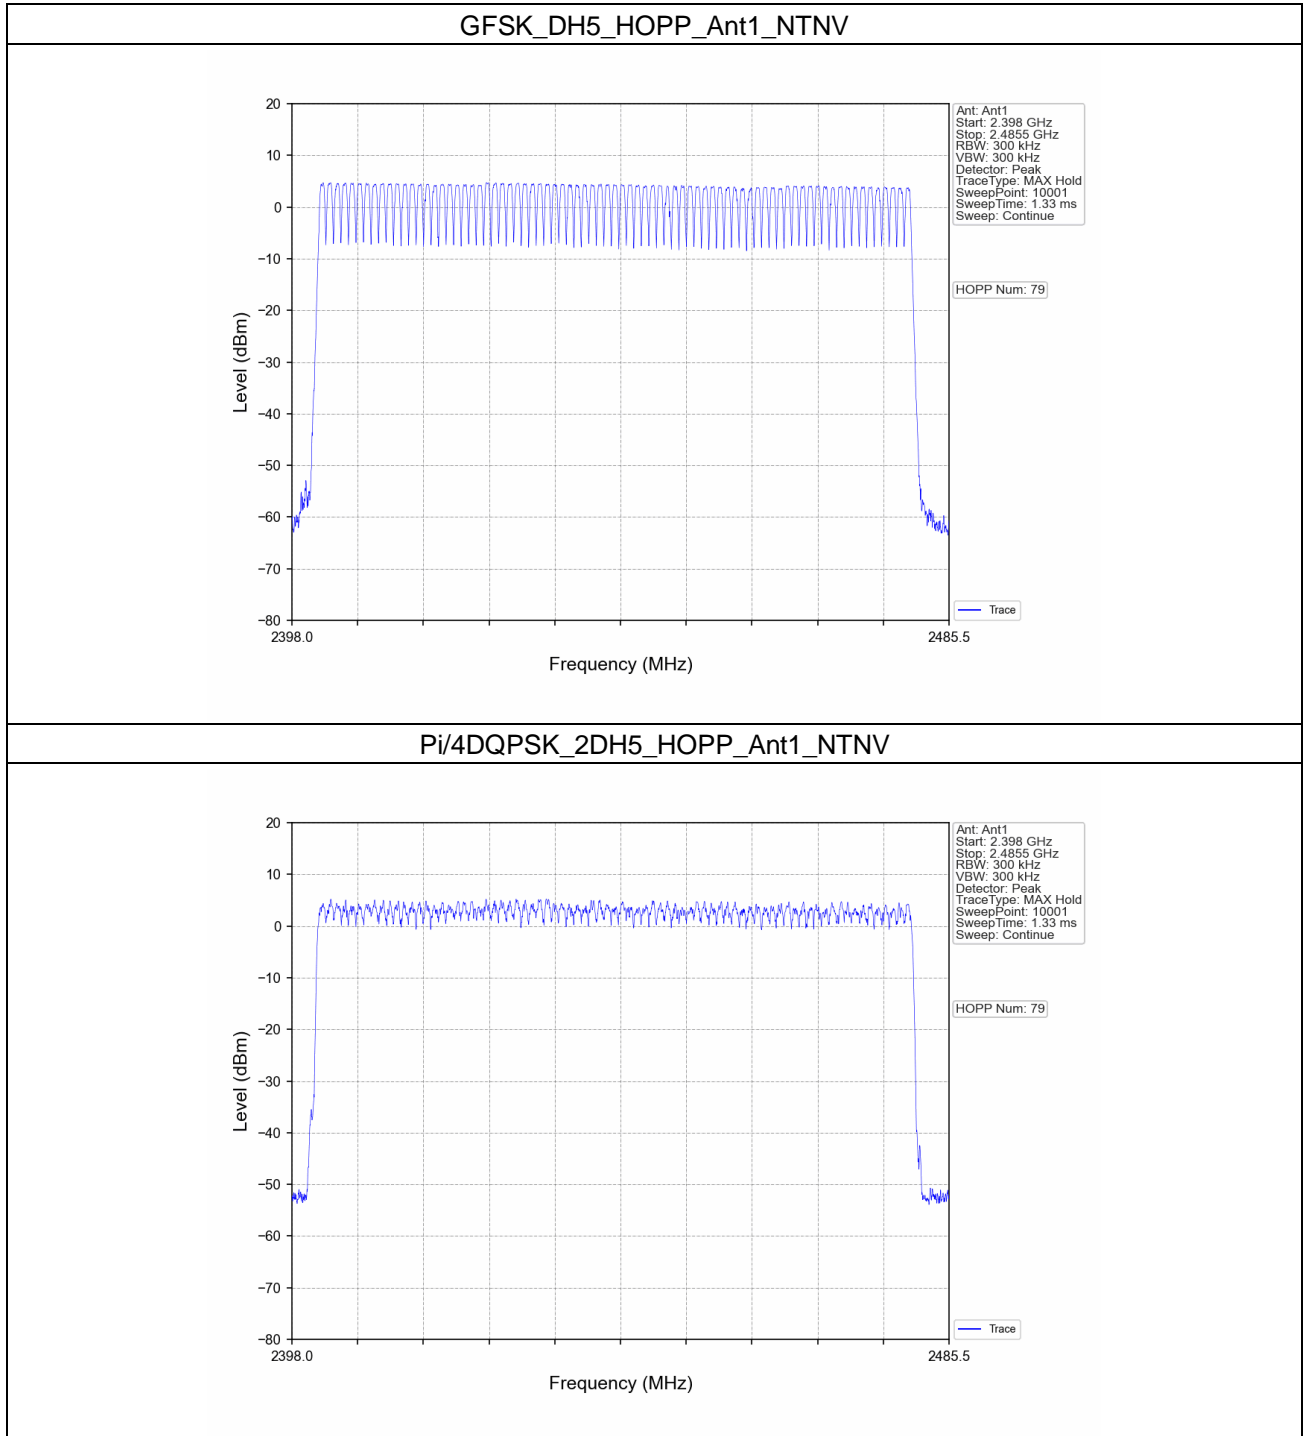 GFSK_DH5_HOPP_Ant1_NTNV
20
10
0
−10
−20
−30
−40
−50
−60
−70
−80
Level (dBm)
2398.0
2485.5
Frequency (MHz)
Ant: Ant1
Start: 2.398 GHz
Stop: 2.4855 GHz
RBW: 300 kHz
VBW: 300 kHz
Detector: Peak
TraceType: MAX Hold
SweepPoint: 10001
SweepTime: 1.33 ms
Sweep: Continue
HOPP Num: 79
Trace
Pi/4DQPSK_2DH5_HOPP_Ant1_NTNV
20
10
0
−10
−20
−30
−40
−50
−60
−70
−80
Level (dBm)
2398.0
2485.5
Frequency (MHz)
Ant: Ant1
Start: 2.398 GHz
Stop: 2.4855 GHz
RBW: 300 kHz
VBW: 300 kHz
Detector: Peak
TraceType: MAX Hold
SweepPoint: 10001
SweepTime: 1.33 ms
Sweep: Continue
HOPP Num: 79
Trace